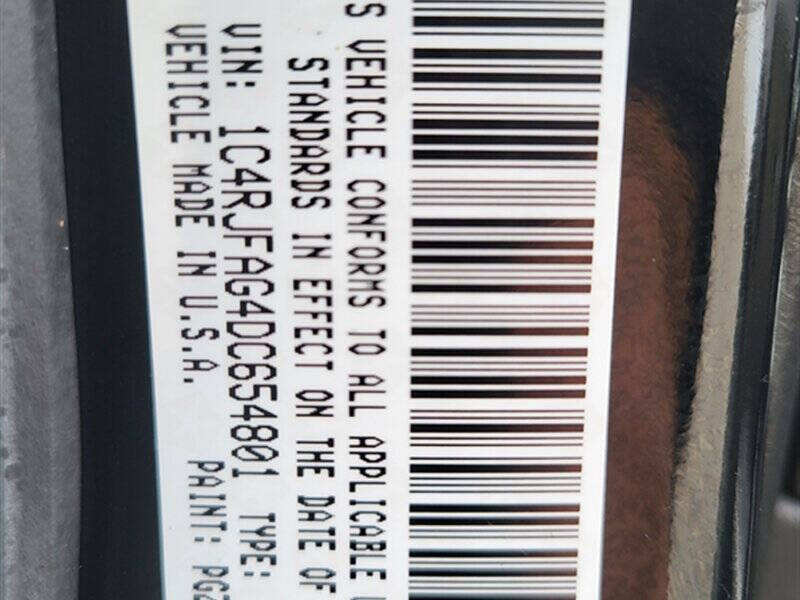 S VEHICLE CONFORMS TO ALL APPLICABLE
STANDARDS IN EFFECT ON THE DATE OF
VIN: 1C4RJFAG4DC654801 TYPE:
VEHICLE MADE IN U.S.A. PAINT: